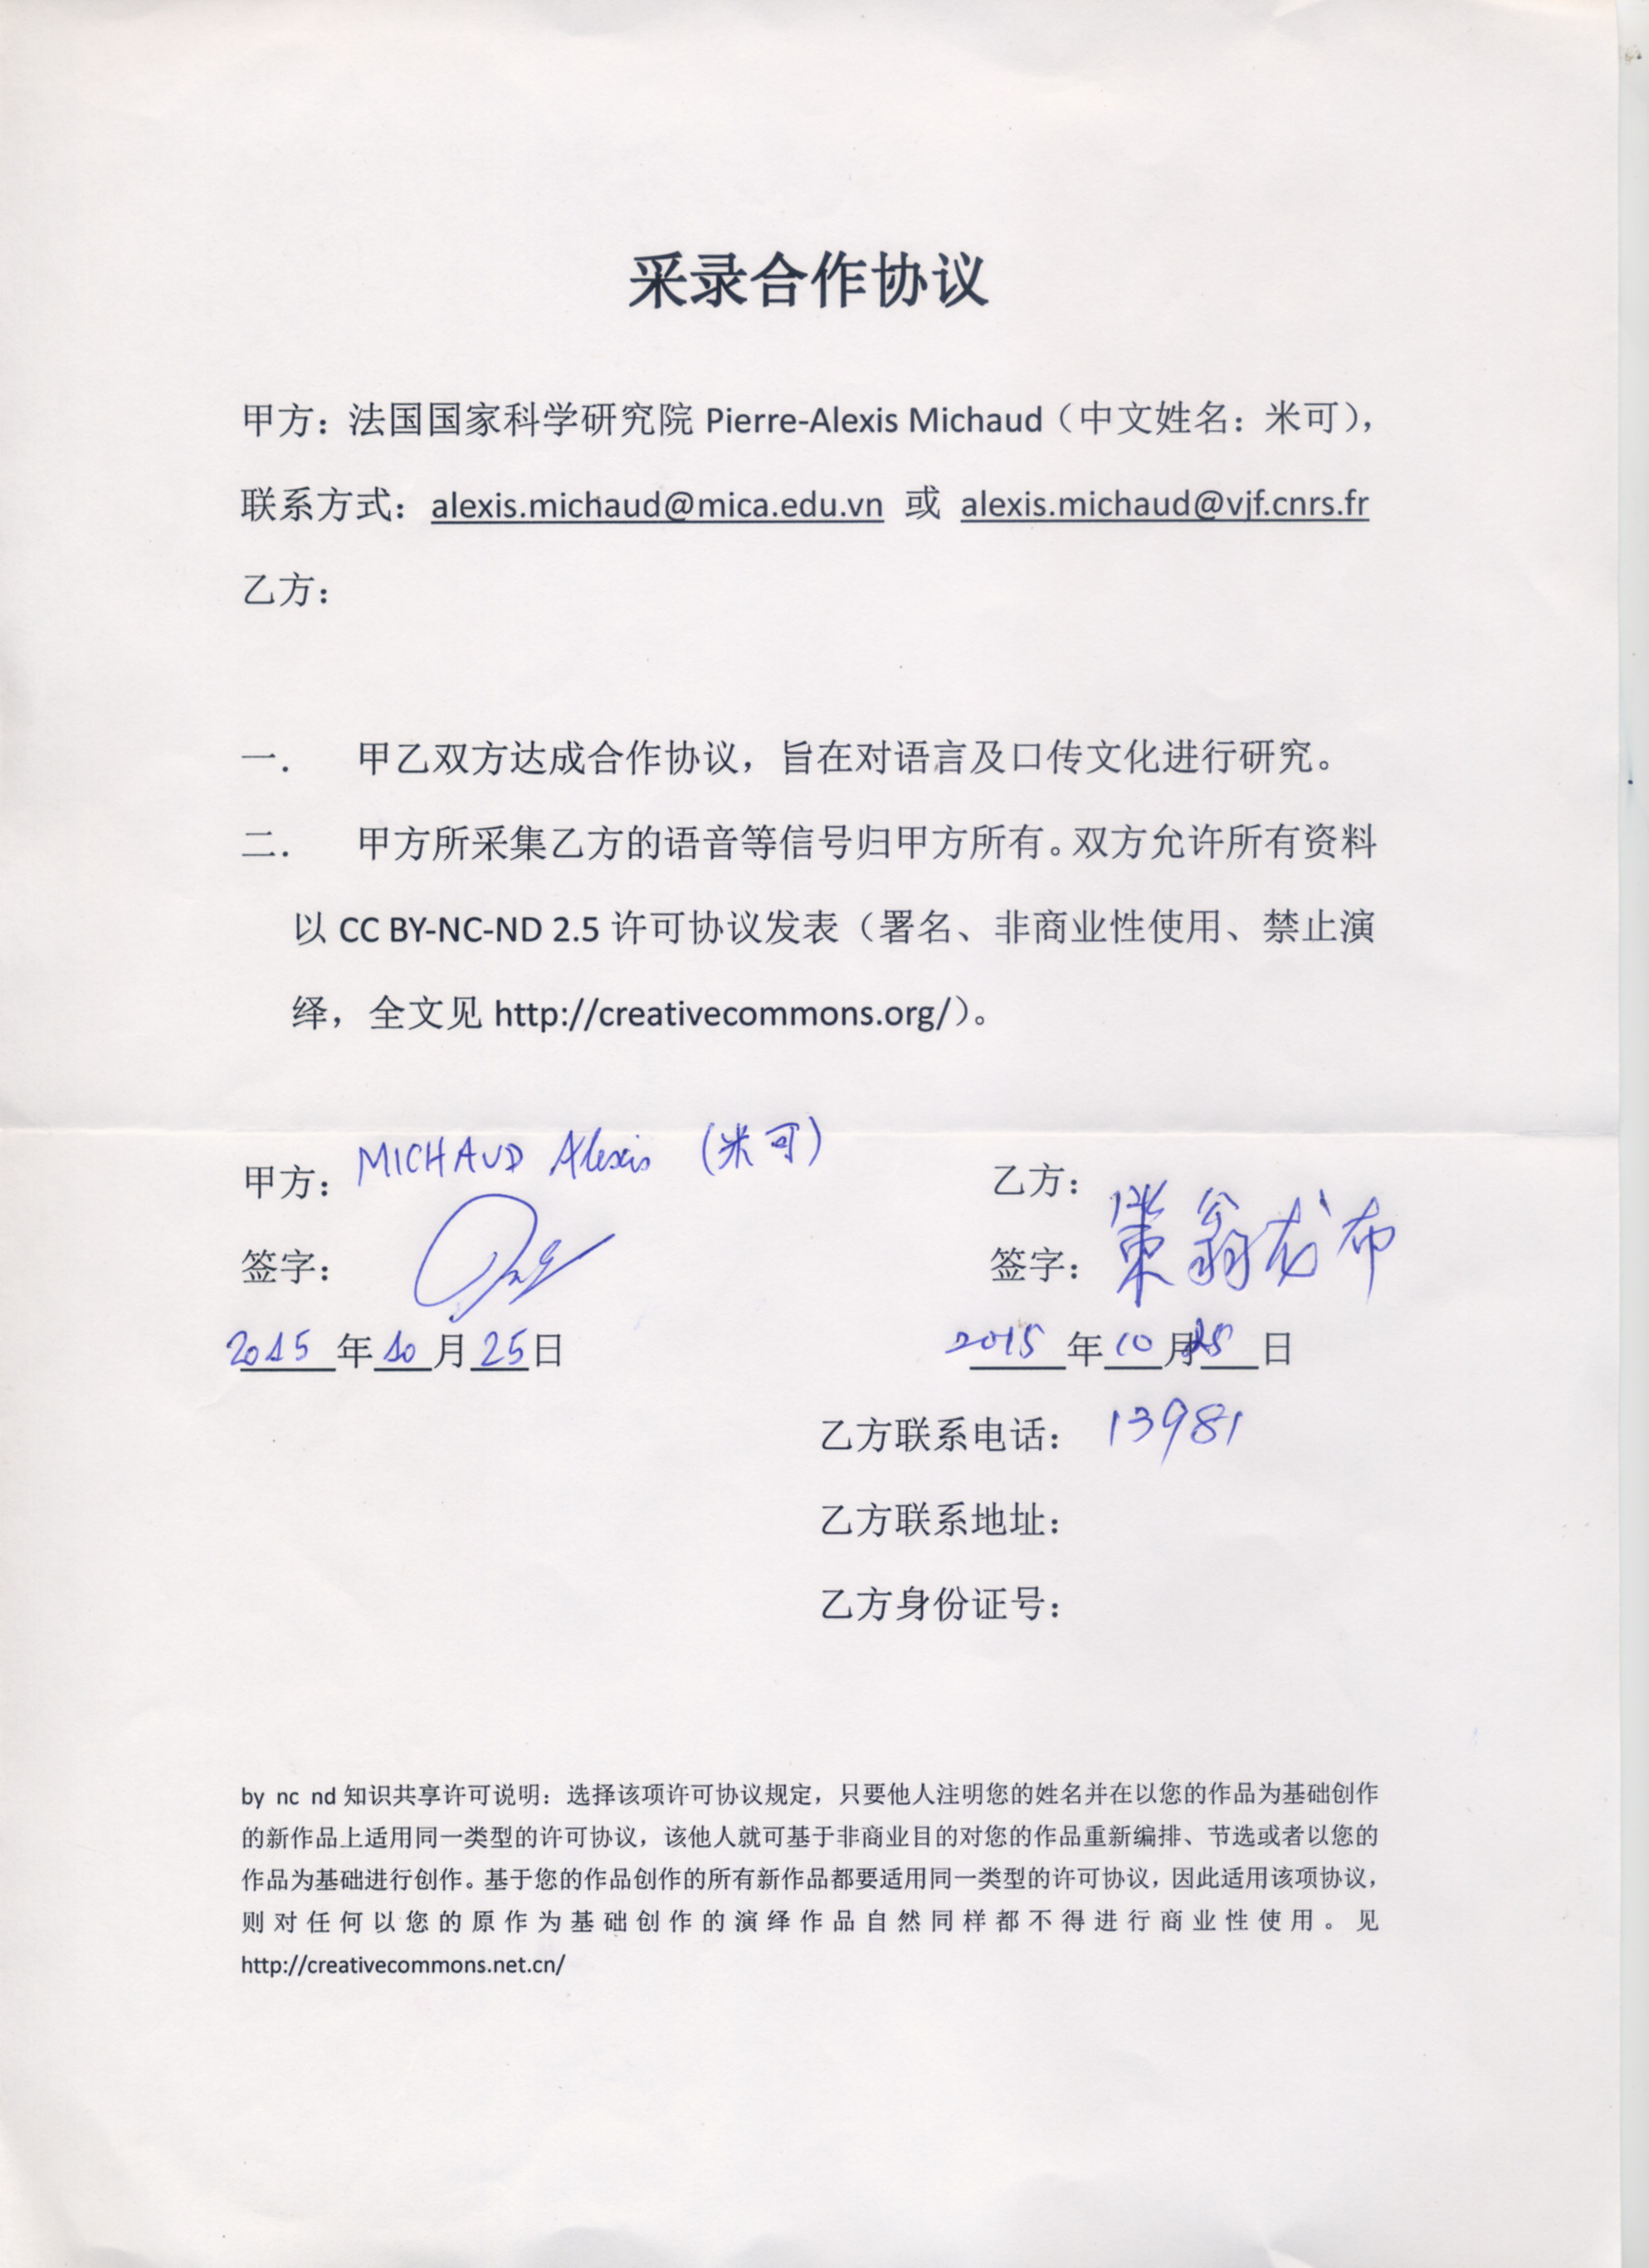 采录合作协议
甲方：法国国家科学研究院 Pierre-Alexis Michaud（中文姓名：米可），
联系方式：alexis.michaud@mica.edu.vn 或 alexis.michaud@vjf.cnrs.fr
乙方：
一． 甲乙双方达成合作协议，旨在对语言及口传文化进行研究。
二． 甲方所采集乙方的语音等信号归甲方所有。双方允许所有资料
以 CC BY-NC-ND 2.5 许可协议发表（署名、非商业性使用、禁止演
绎，全文见 http://creativecommons.org/）。
甲方：MICHAUD Alexis （米可） 乙方：
签字： 签字： 翁 布
2015 年 10 月 25 日 2015 年 10 月 25 日
乙方联系电话：13981
乙方联系地址：
乙方身份证号：
by nc nd 知识共享许可说明：选择该项许可协议规定，只要他人注明您的姓名并在以您的作品为基础创作
的新作品上适用同一类型的许可协议，该他人就可基于非商业目的对您的作品重新编排、节选或者以您的
作品为基础进行创作。基于您的作品创作的所有新作品都要适用同一类型的许可协议，因此适用该项协议，
则对任何以您的原作为基础创作的演绎作品自然同样都不得进行商业性使用。见
http://creativecommons.net.cn/